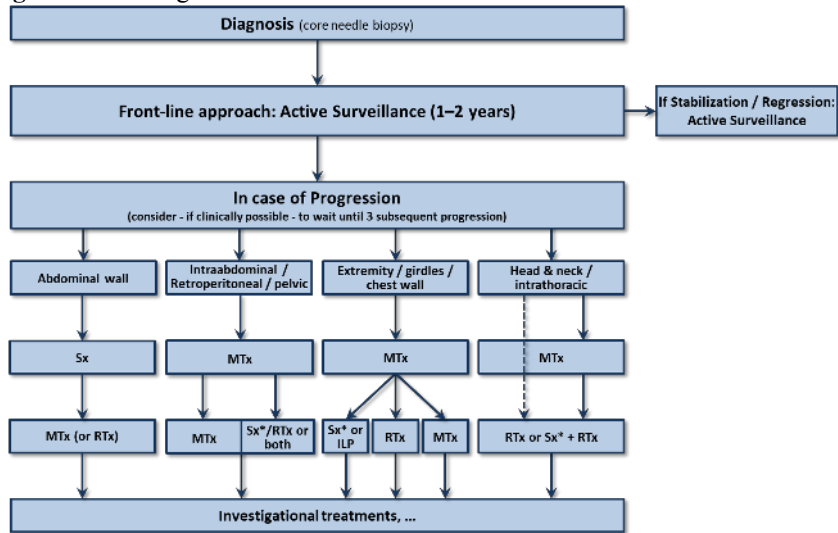 Diagnosis (core needle biopsy)
Front-line approach: Active Surveillance (1–2 years)
If Stabilization / Regression:
Active Surveillance
In case of Progression
(consider - if clinically possible - to wait until 3 subsequent progression)
Abdominal wall
Intraabdominal /
Retroperitoneal / pelvic
Extremity / girdles /
chest wall
Head & neck /
intrathoracic
Sx
MTx
MTx
MTx
MTx (or RTx)
MTx
Sx*/RTx or
both
Sx* or
ILP
RTx
MTx
RTx or Sx* + RTx
Investigational treatments, ...